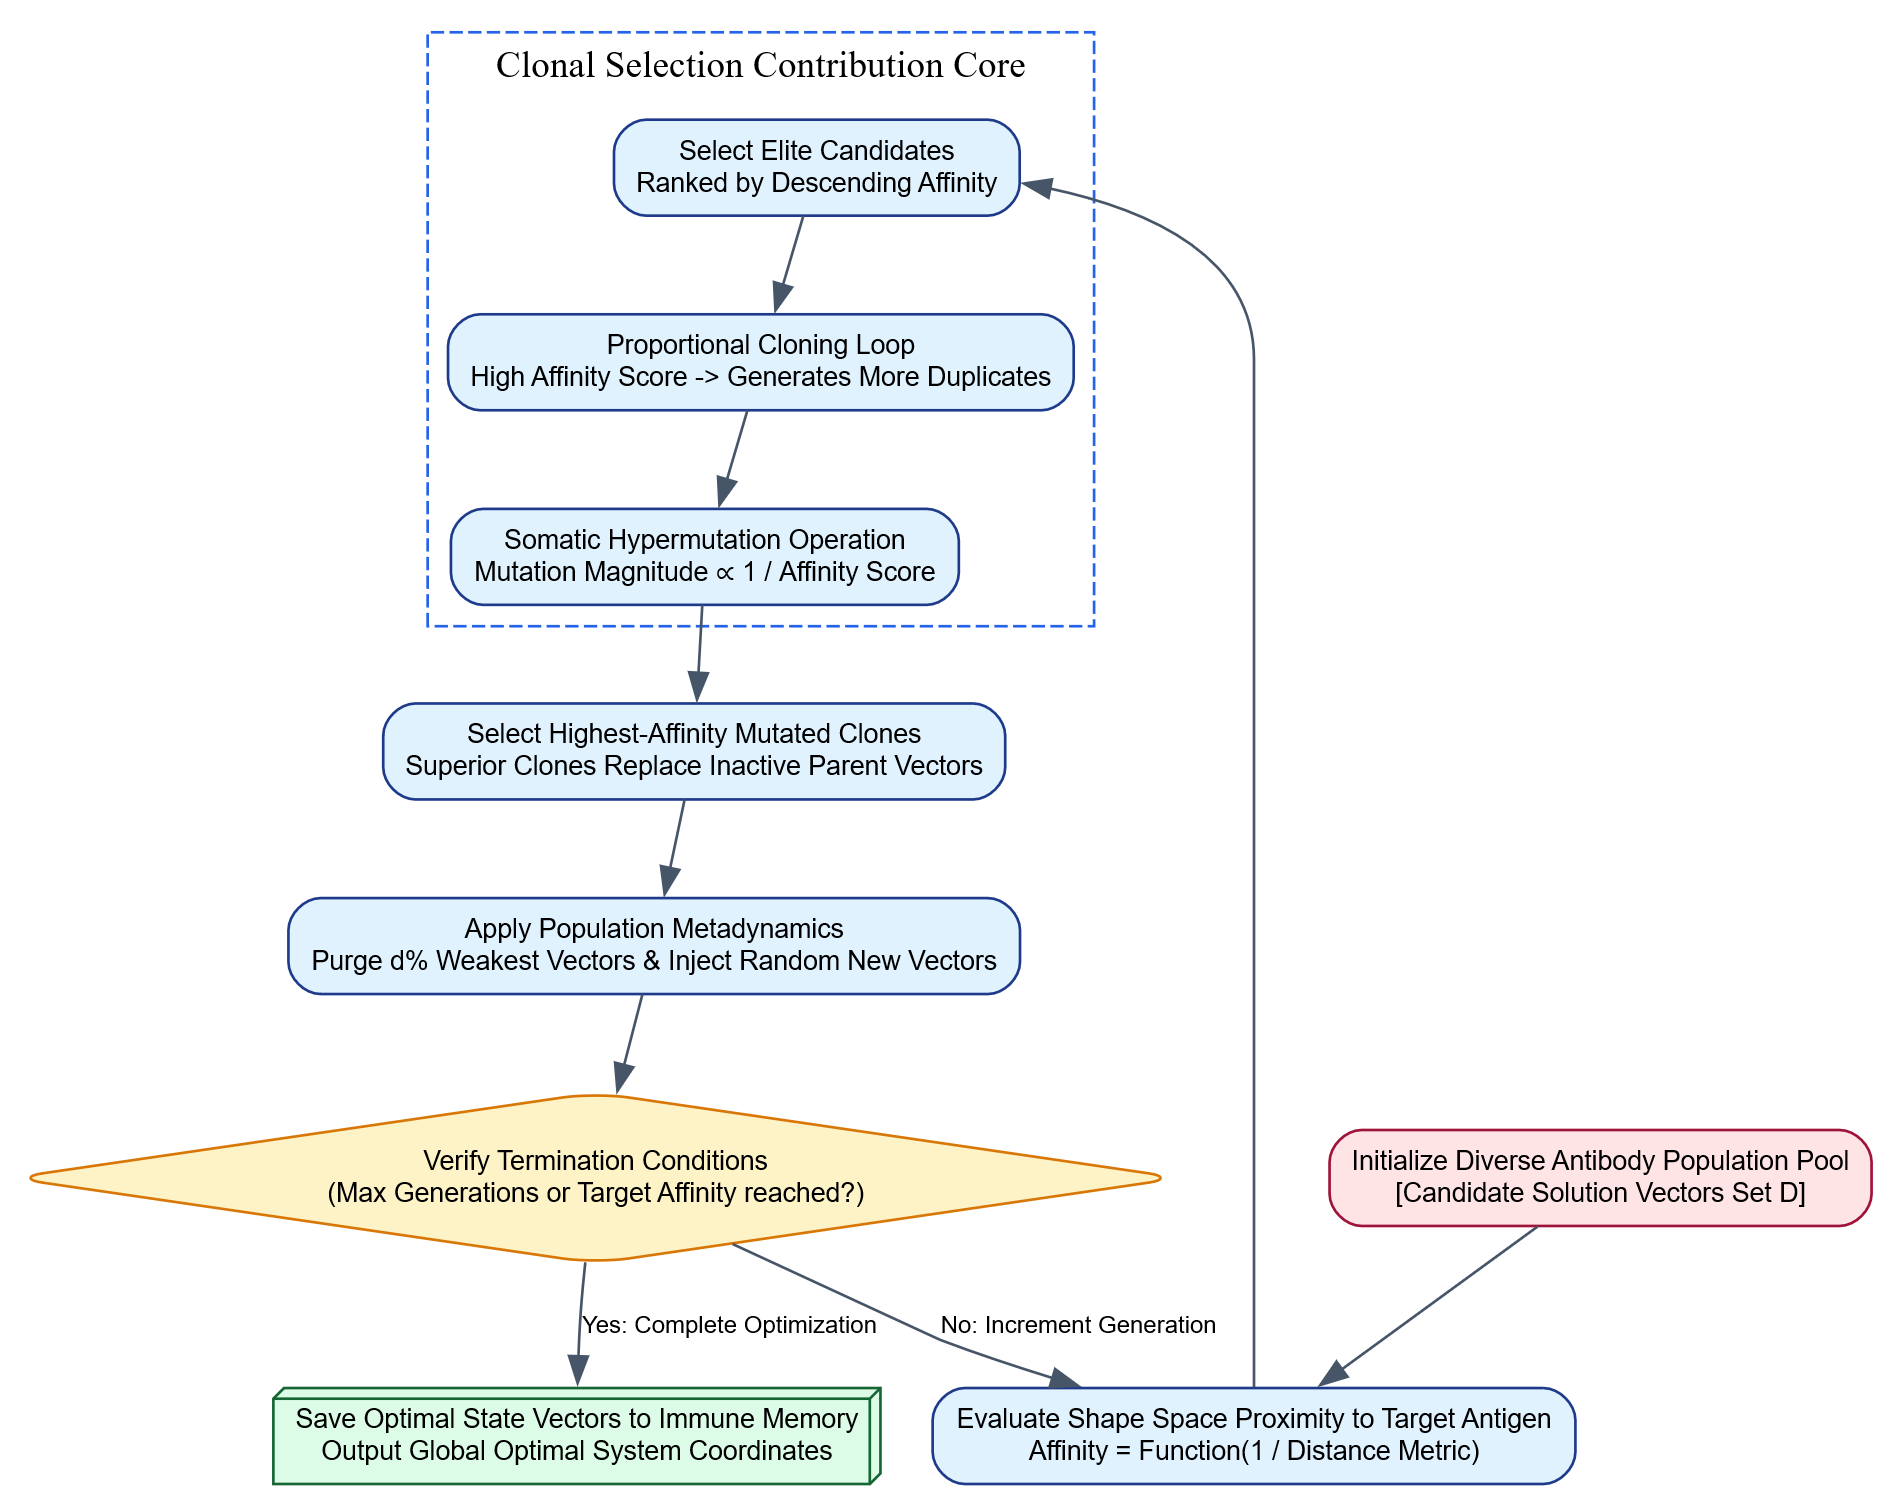 Clonal Selection Contribution Core
Select Elite Candidates
Ranked by Descending Affinity
Proportional Cloning Loop
High Affinity Score -> Generates More Duplicates
Somatic Hypermutation Operation
Mutation Magnitude ∝ 1 / Affinity Score
Select Highest-Affinity Mutated Clones
Superior Clones Replace Inactive Parent Vectors
Apply Population Metadynamics
Purge d% Weakest Vectors & Inject Random New Vectors
Verify Termination Conditions
(Max Generations or Target Affinity reached?)
Initialize Diverse Antibody Population Pool
[Candidate Solution Vectors Set D]
Yes: Complete Optimization
No: Increment Generation
Save Optimal State Vectors to Immune Memory
Output Global Optimal System Coordinates
Evaluate Shape Space Proximity to Target Antigen
Affinity = Function(1 / Distance Metric)